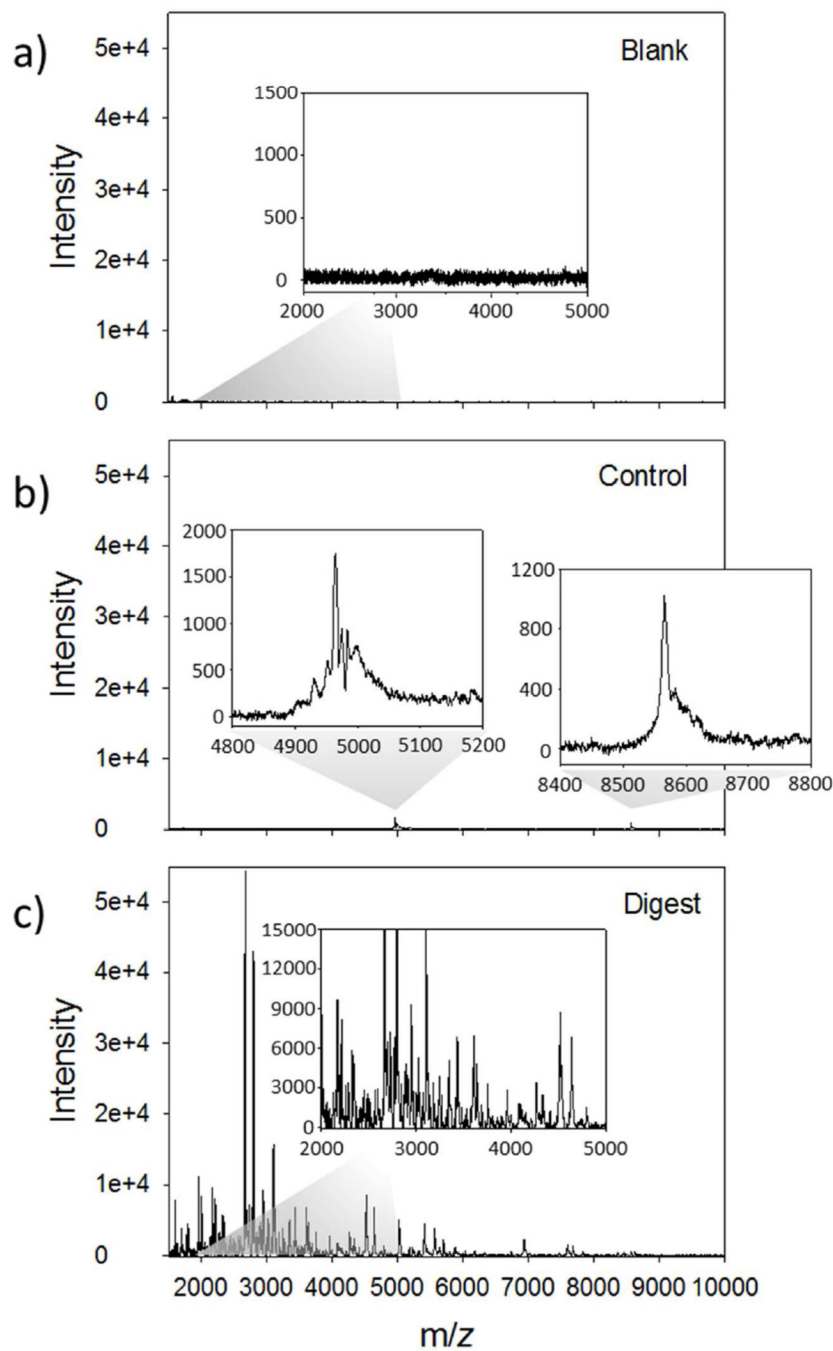 a)
Blank
Intensity
5e+4
4e+4
3e+4
2e+4
1e+4
0
1500
1000
500
0
2000 3000 4000 5000
b)
Control
Intensity
5e+4
4e+4
3e+4
2e+4
1e+4
0
2000
1500
1000
500
0
4800 4900 5000 5100 5200
1200
800
400
0
8400 8500 8600 8700 8800
c)
Digest
Intensity
5e+4
4e+4
3e+4
2e+4
1e+4
0
15000
12000
9000
6000
3000
0
2000 3000 4000 5000
2000 3000 4000 5000 6000 7000 8000 9000 10000
m/z